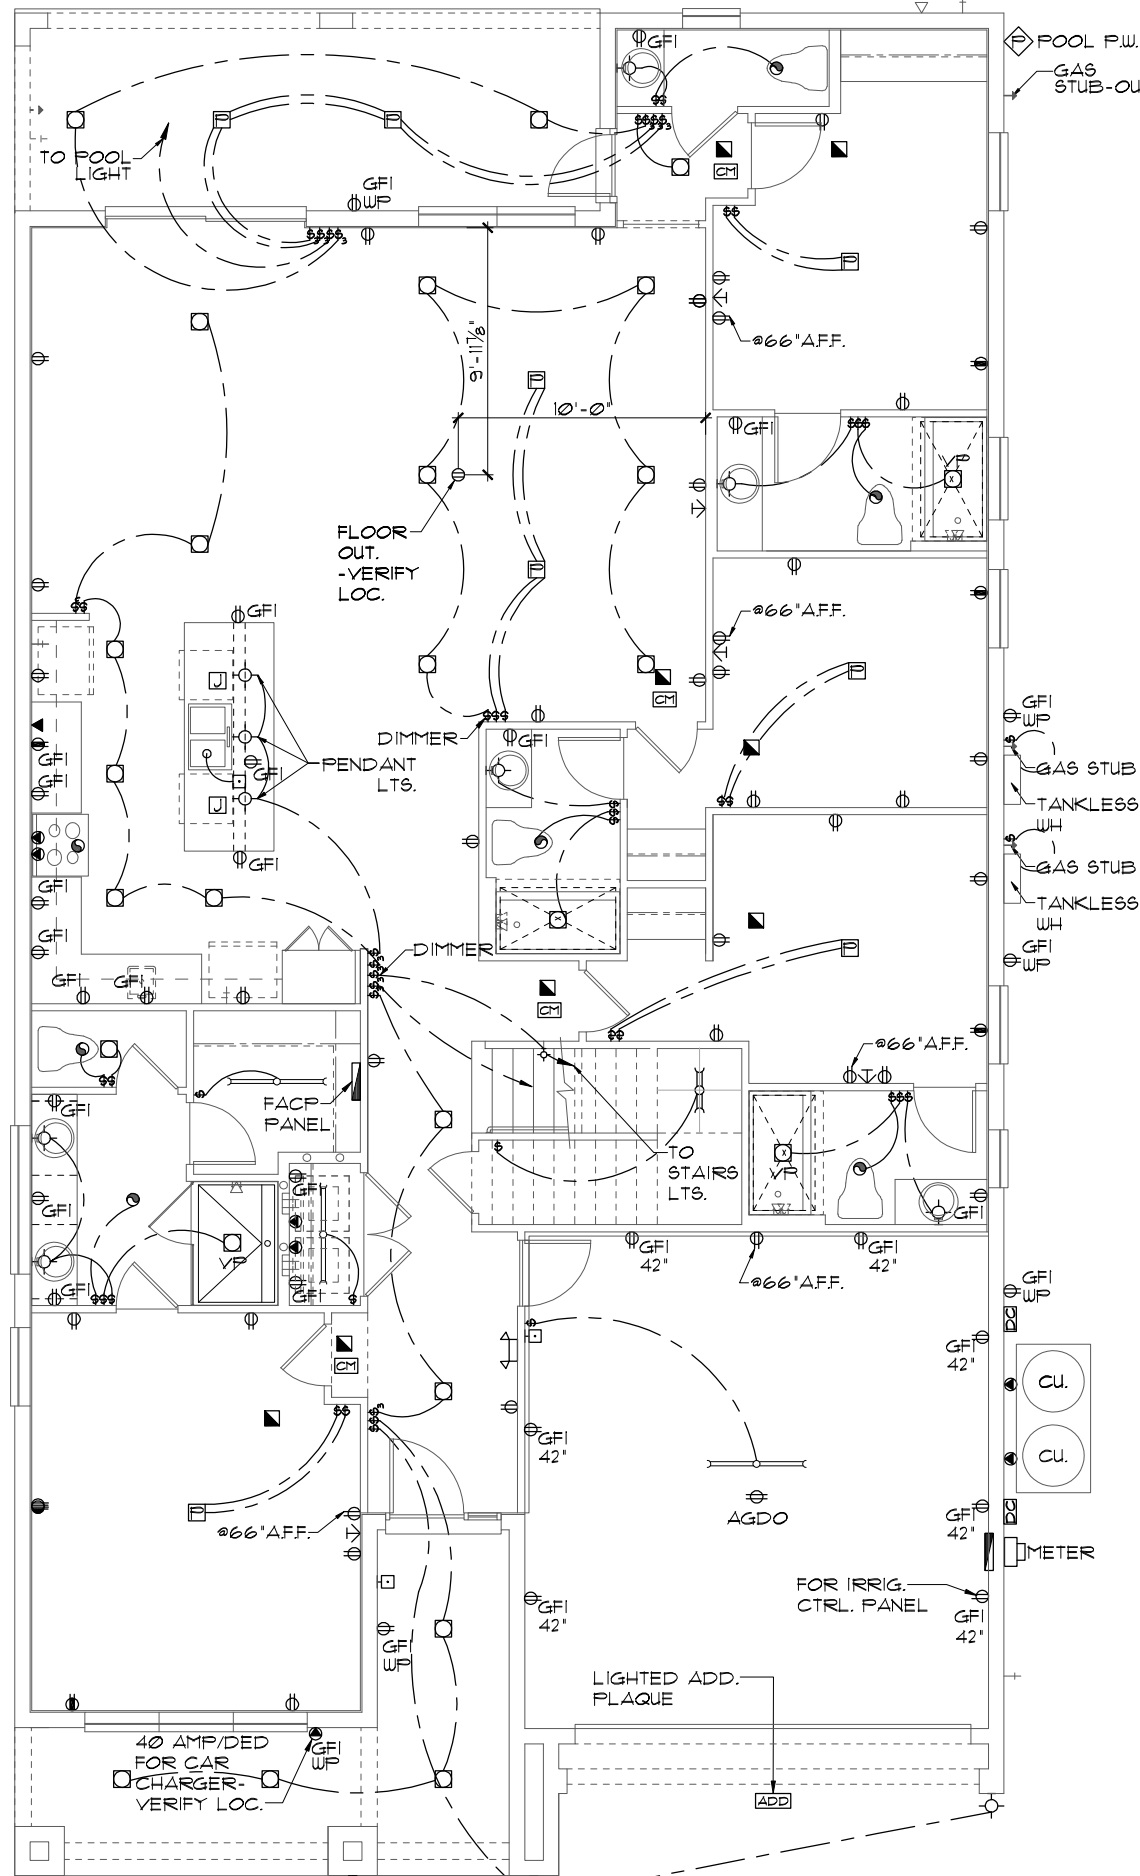 GFI
P POOL P.W.
GAS
STUB-OU
TO POOL
LIGHT
P
P
GFI
WP
CM
P
@66"A.F.F.
9'-11⅞"
P
10'-0"
GFI
VP
FLOOR
OUT.
-VERIFY
LOC.
P
GFI
@66"A.F.F.
J
CM
P
GFI
WP
DIMMER
GFI
GFI
PENDANT
LTS.
GAS STUB
TANKLESS
WH
GFI
GFI
J
GAS STUB
TANKLESS
WH
GFI
GFI
GFI
GFI
WP
DIMMER
P
GFI
GFI
CM
@66"A.F.F.
FACP
PANEL
GFI
TO
STAIRS
LTS.
VP
GFI
GFI
GFI
GFI
42"
GFI
42"
@66"A.F.F.
VP
GFI
GFI
GFI
WP
DC
GFI
42"
CM
CU.
GFI
42"
CU.
P
@66"A.F.F.
AGDO
GFI
42"
DC
METER
FOR IRRIG.
CTRL. PANEL
GFI
42"
GFI
42"
GFI
WP
LIGHTED ADD.
PLAQUE
40 AMP/DED
FOR CAR
CHARGER-
VERIFY LOC.
GFI
WP
ADD